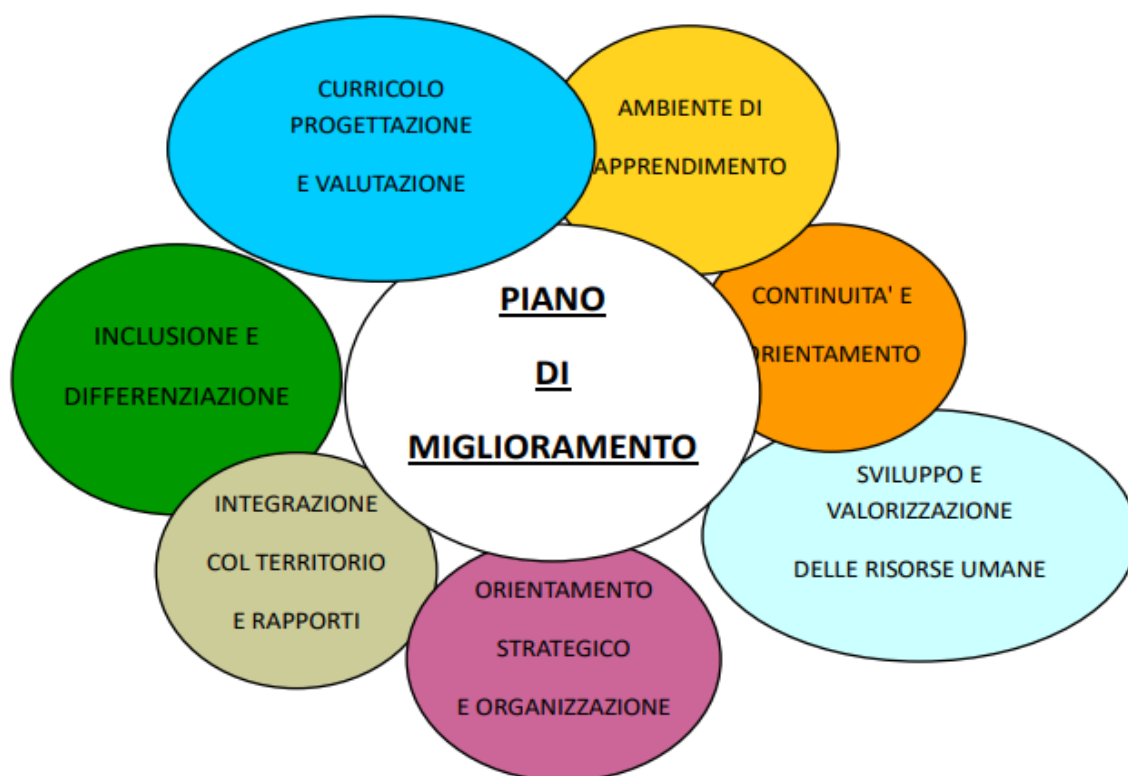 CURRICOLO
PROGETTAZIONE
E VALUTAZIONE
AMBIENTE DI
APPRENDIMENTO
CONTINUITA' E
ORIENTAMENTO
SVILUPPO E
VALORIZZAZIONE
DELLE RISORSE UMANE
ORIENTAMENTO
STRATEGICO
E ORGANIZZAZIONE
INTEGRAZIONE
COL TERRITORIO
E RAPPORTI
INCLUSIONE E
DIFFERENZIAZIONE
PIANO
DI
MIGLIORAMENTO